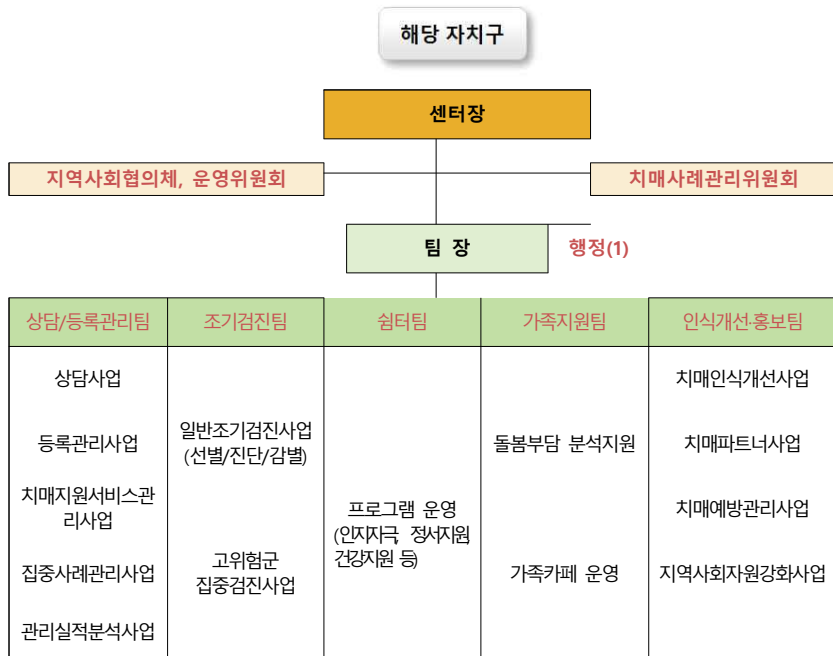 해당 자치구
센터장
지역사회협의체, 운영위원회
치매사례관리위원회
팀 장
행정(1)
상담/등록관리팀
조기검진팀
쉼터팀
가족지원팀
인식개선·홍보팀
상담사업
등록관리사업
치매지원서비스관
리사업
집중사례관리사업
관리실적분석사업
일반조기검진사업
(선별/진단/감별)
고위험군
집중검진사업
프로그램 운영
(인지자극, 정서지원,
건강지원 등)
돌봄부담 분석지원
가족카페 운영
치매인식개선사업
치매파트너사업
치매예방관리사업
지역사회자원강화사업